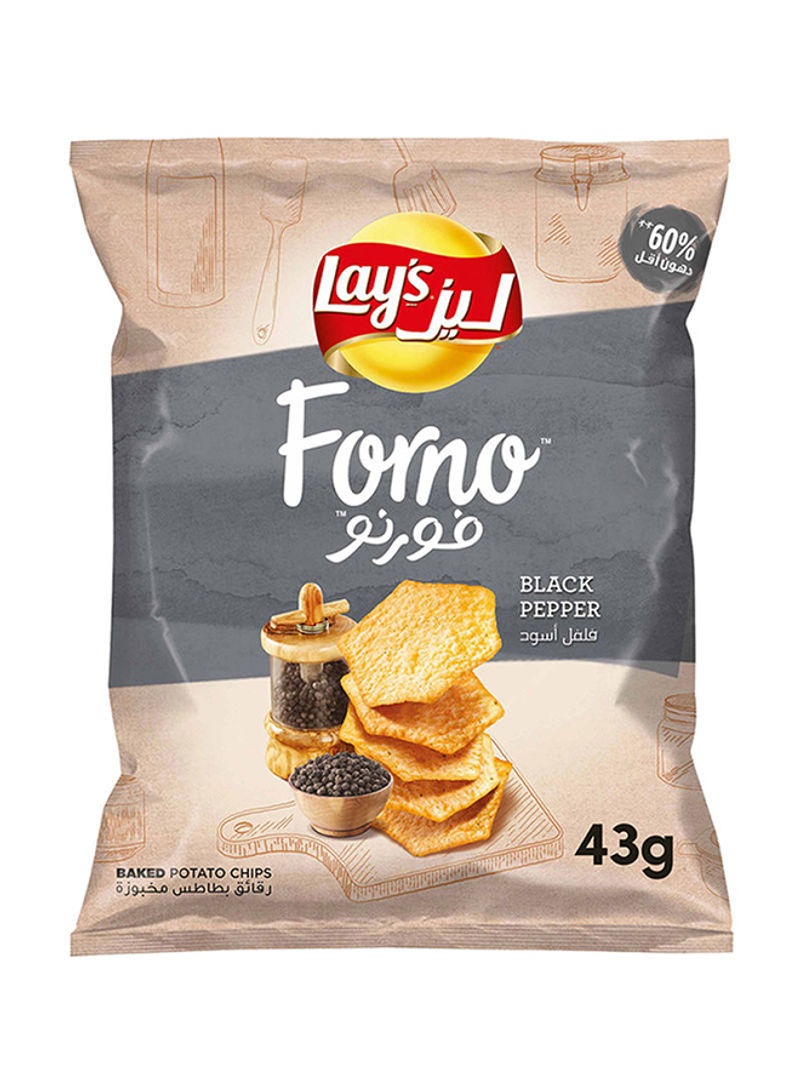 Lay's ليز
**60%
دهون أقل
Forno™
فورنو™
BLACK
PEPPER
فلفل أسود
43g
BAKED POTATO CHIPS
رقائق بطاطس مخبوزة